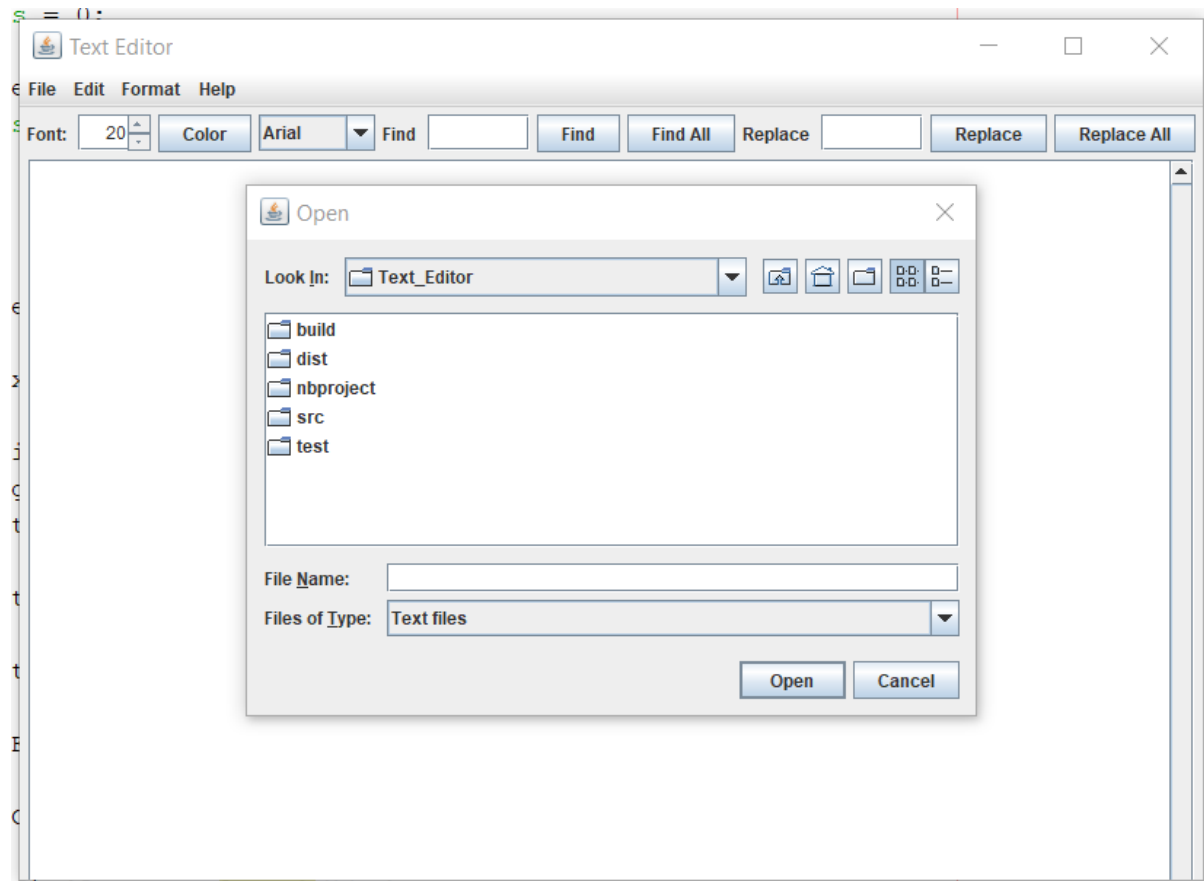 s = ();
Text Editor
File Edit Format Help
Font: 20 Color Arial Find Find Find All Replace Replace Replace All
Open
Look In: Text_Editor
build
dist
nbproject
src
test
File Name:
Files of Type: Text files
Open Cancel